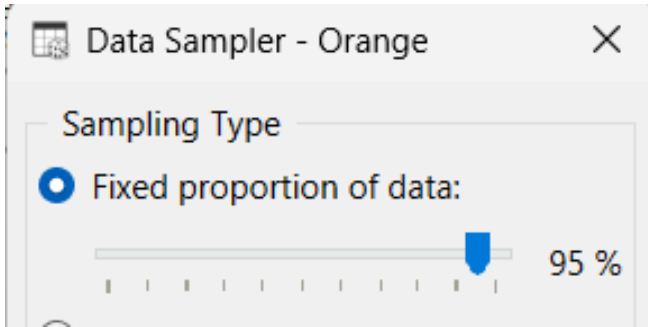 Data Sampler - Orange
Sampling Type
Fixed proportion of data:
95 %